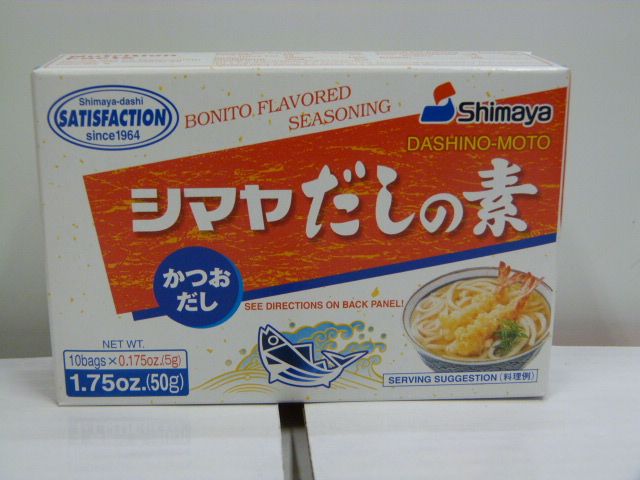 Shimaya-dashi
SATISFACTION
since1964
BONITO FLAVORED
SEASONING
Shimaya
DASHINO-MOTO
シマヤだしの素
かつお
だし
SEE DIRECTIONS ON BACK PANEL!
NET WT.
10bags×0.175oz.(5g)
1.75oz.(50g)
SERVING SUGGESTION(料理例)